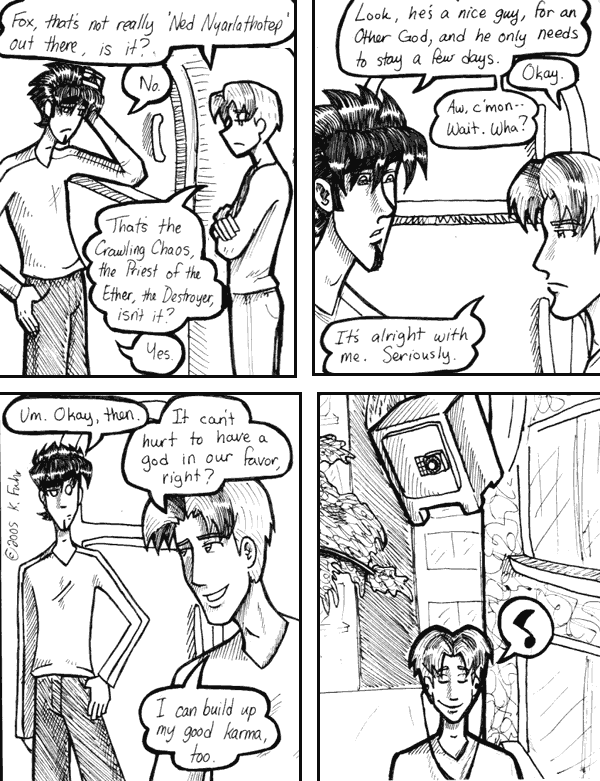 Fox, that's not really 'Ned Nyarlathotep'
out there, is it?
No.
That's the
Crawling Chaos,
the Priest of the
Ether, the Destroyer,
isn't it?
Yes.
Look, he's a nice guy, for an
Other God, and he only needs
to stay a few days.
Okay.
Aw, c'mon--
Wait. Wha?
It's alright with
me. Seriously.
Um. Okay, then.
It can't
hurt to have a
god in our favor,
right?
I can build up
my good karma,
too.
©2005 K.